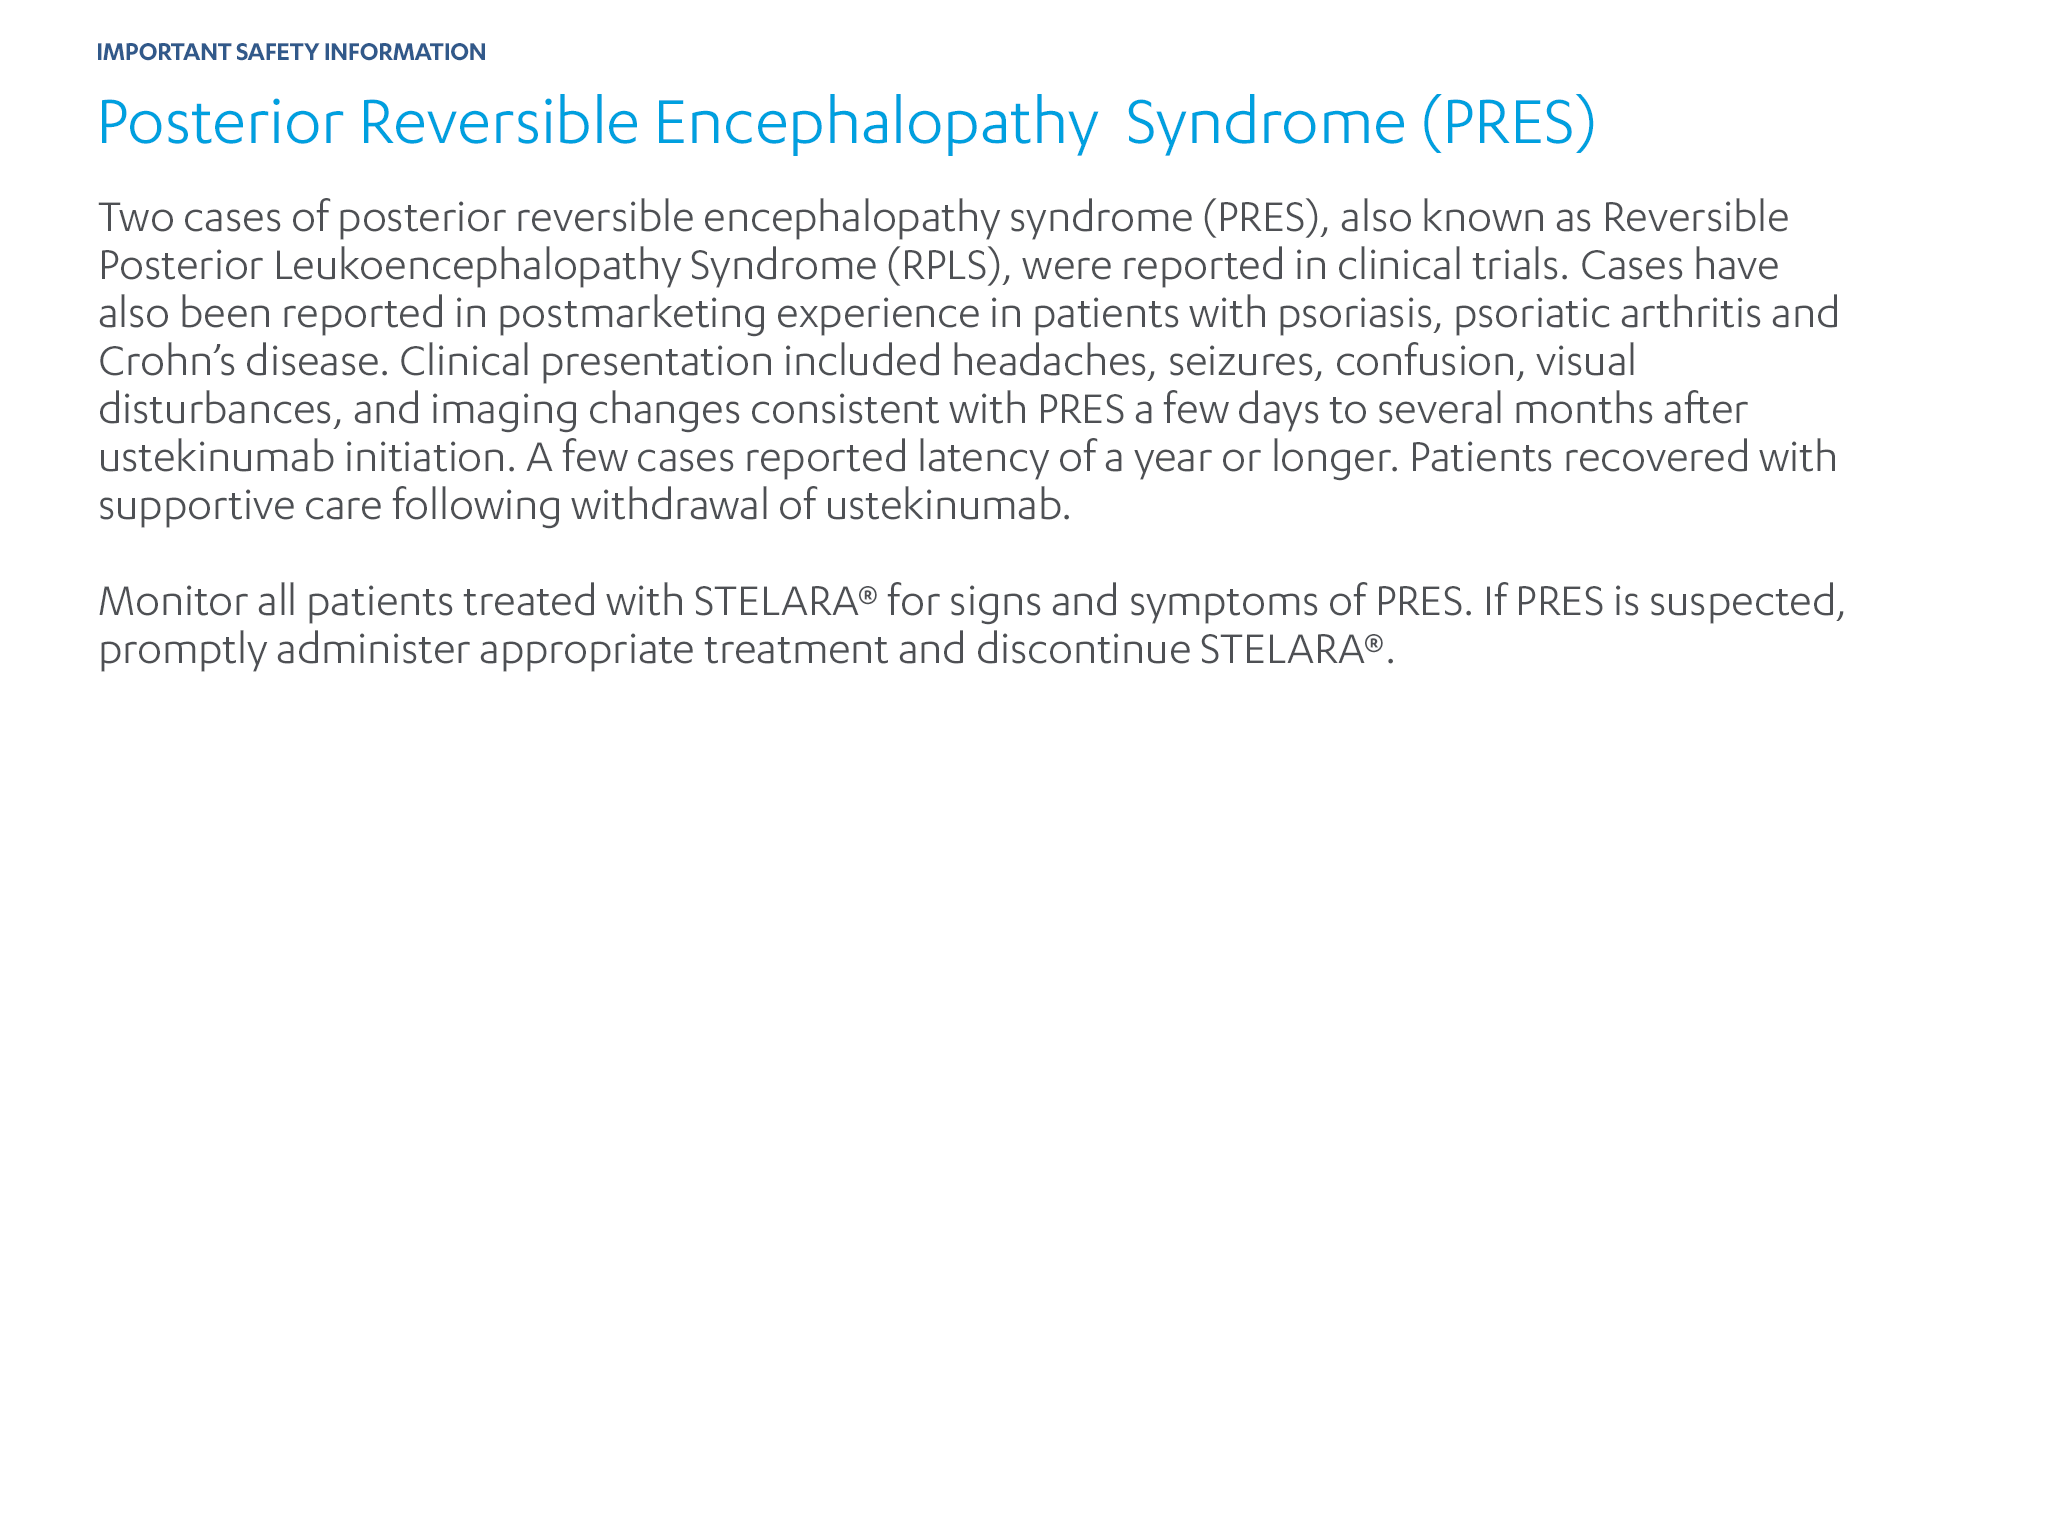 IMPORTANT SAFETY INFORMATION
Posterior Reversible Encephalopathy Syndrome (PRES)
Two cases of posterior reversible encephalopathy syndrome (PRES), also known as Reversible
Posterior Leukoencephalopathy Syndrome (RPLS), were reported in clinical trials. Cases have
also been reported in postmarketing experience in patients with psoriasis, psoriatic arthritis and
Crohn’s disease. Clinical presentation included headaches, seizures, confusion, visual
disturbances, and imaging changes consistent with PRES a few days to several months after
ustekinumab initiation. A few cases reported latency of a year or longer. Patients recovered with
supportive care following withdrawal of ustekinumab.
Monitor all patients treated with STELARA® for signs and symptoms of PRES. If PRES is suspected,
promptly administer appropriate treatment and discontinue STELARA®.